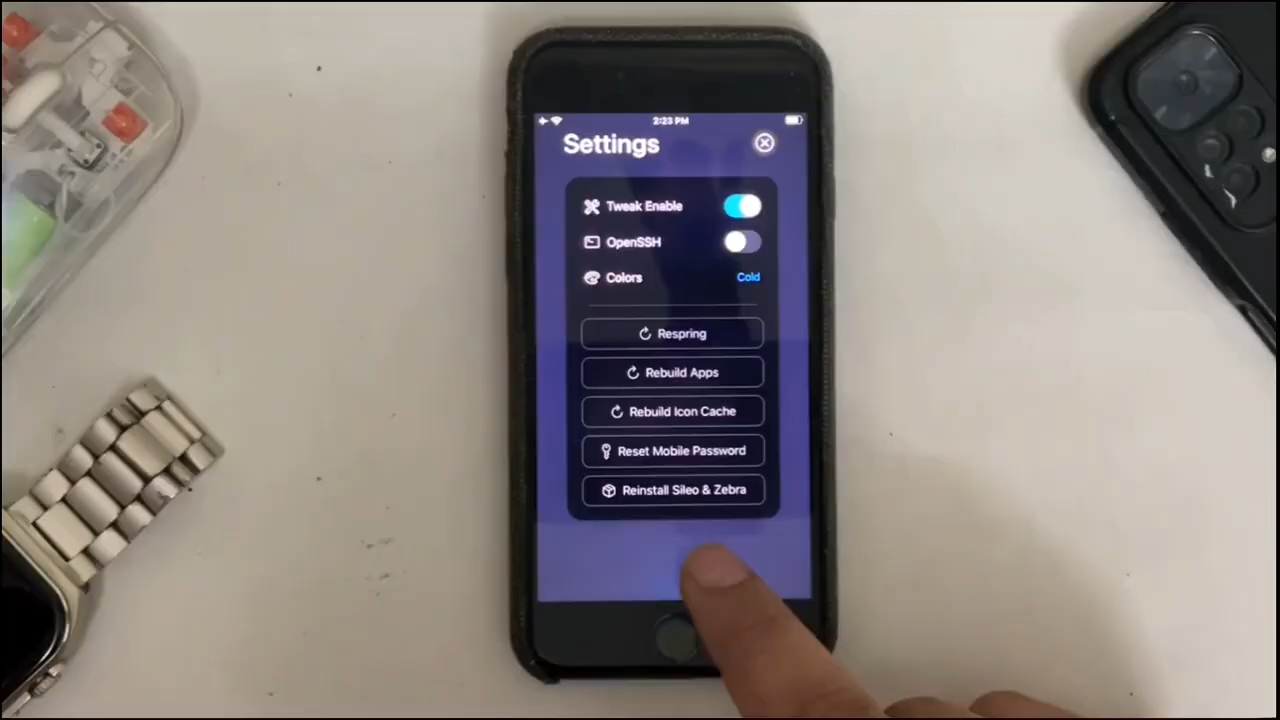 2:23 PM
Settings
Tweak Enable
OpenSSH
Colors Cold
Respring
Rebuild Apps
Rebuild Icon Cache
Reset Mobile Password
Reinstall Sileo & Zebra